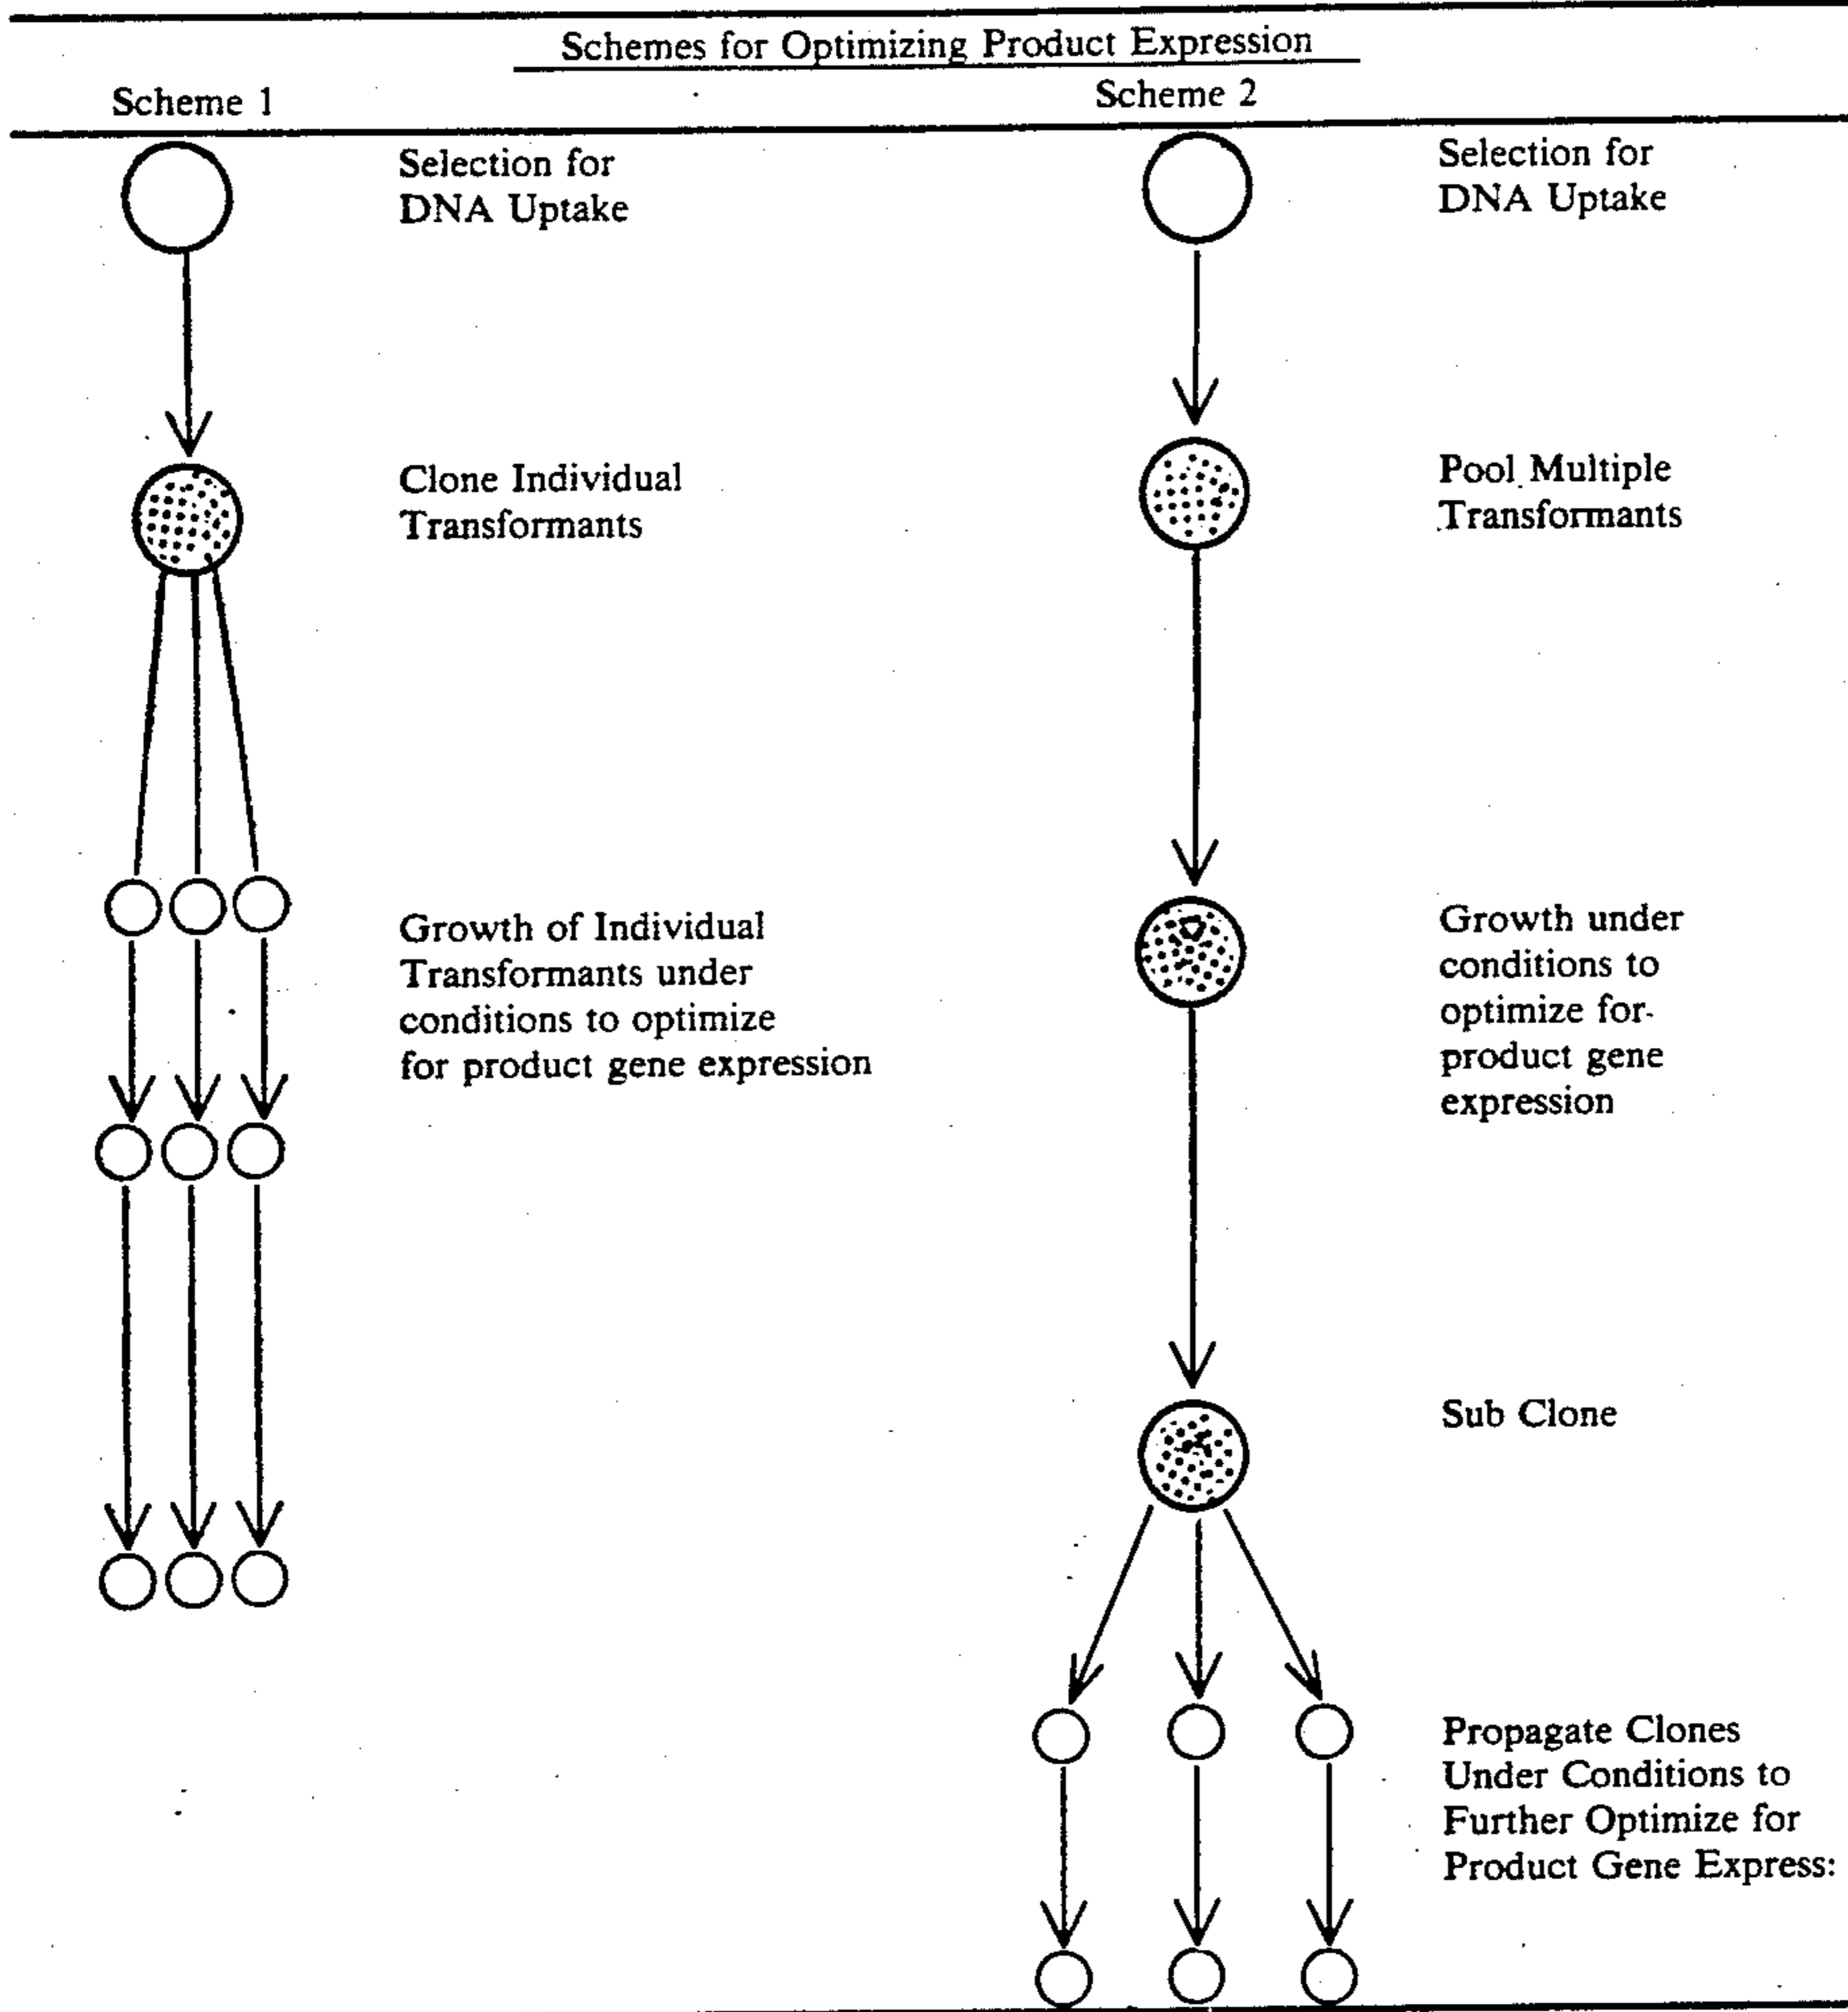 Schemes for Optimizing Product Expression
Scheme 1
Scheme 2
Selection for
DNA Uptake
Clone Individual
Transformants
Growth of Individual
Transformants under
conditions to optimize
for product gene expression
Selection for
DNA Uptake
Pool Multiple
Transformants
Growth under
conditions to
optimize for
product gene
expression
Sub Clone
Propagate Clones
Under Conditions to
Further Optimize for
Product Gene Express: